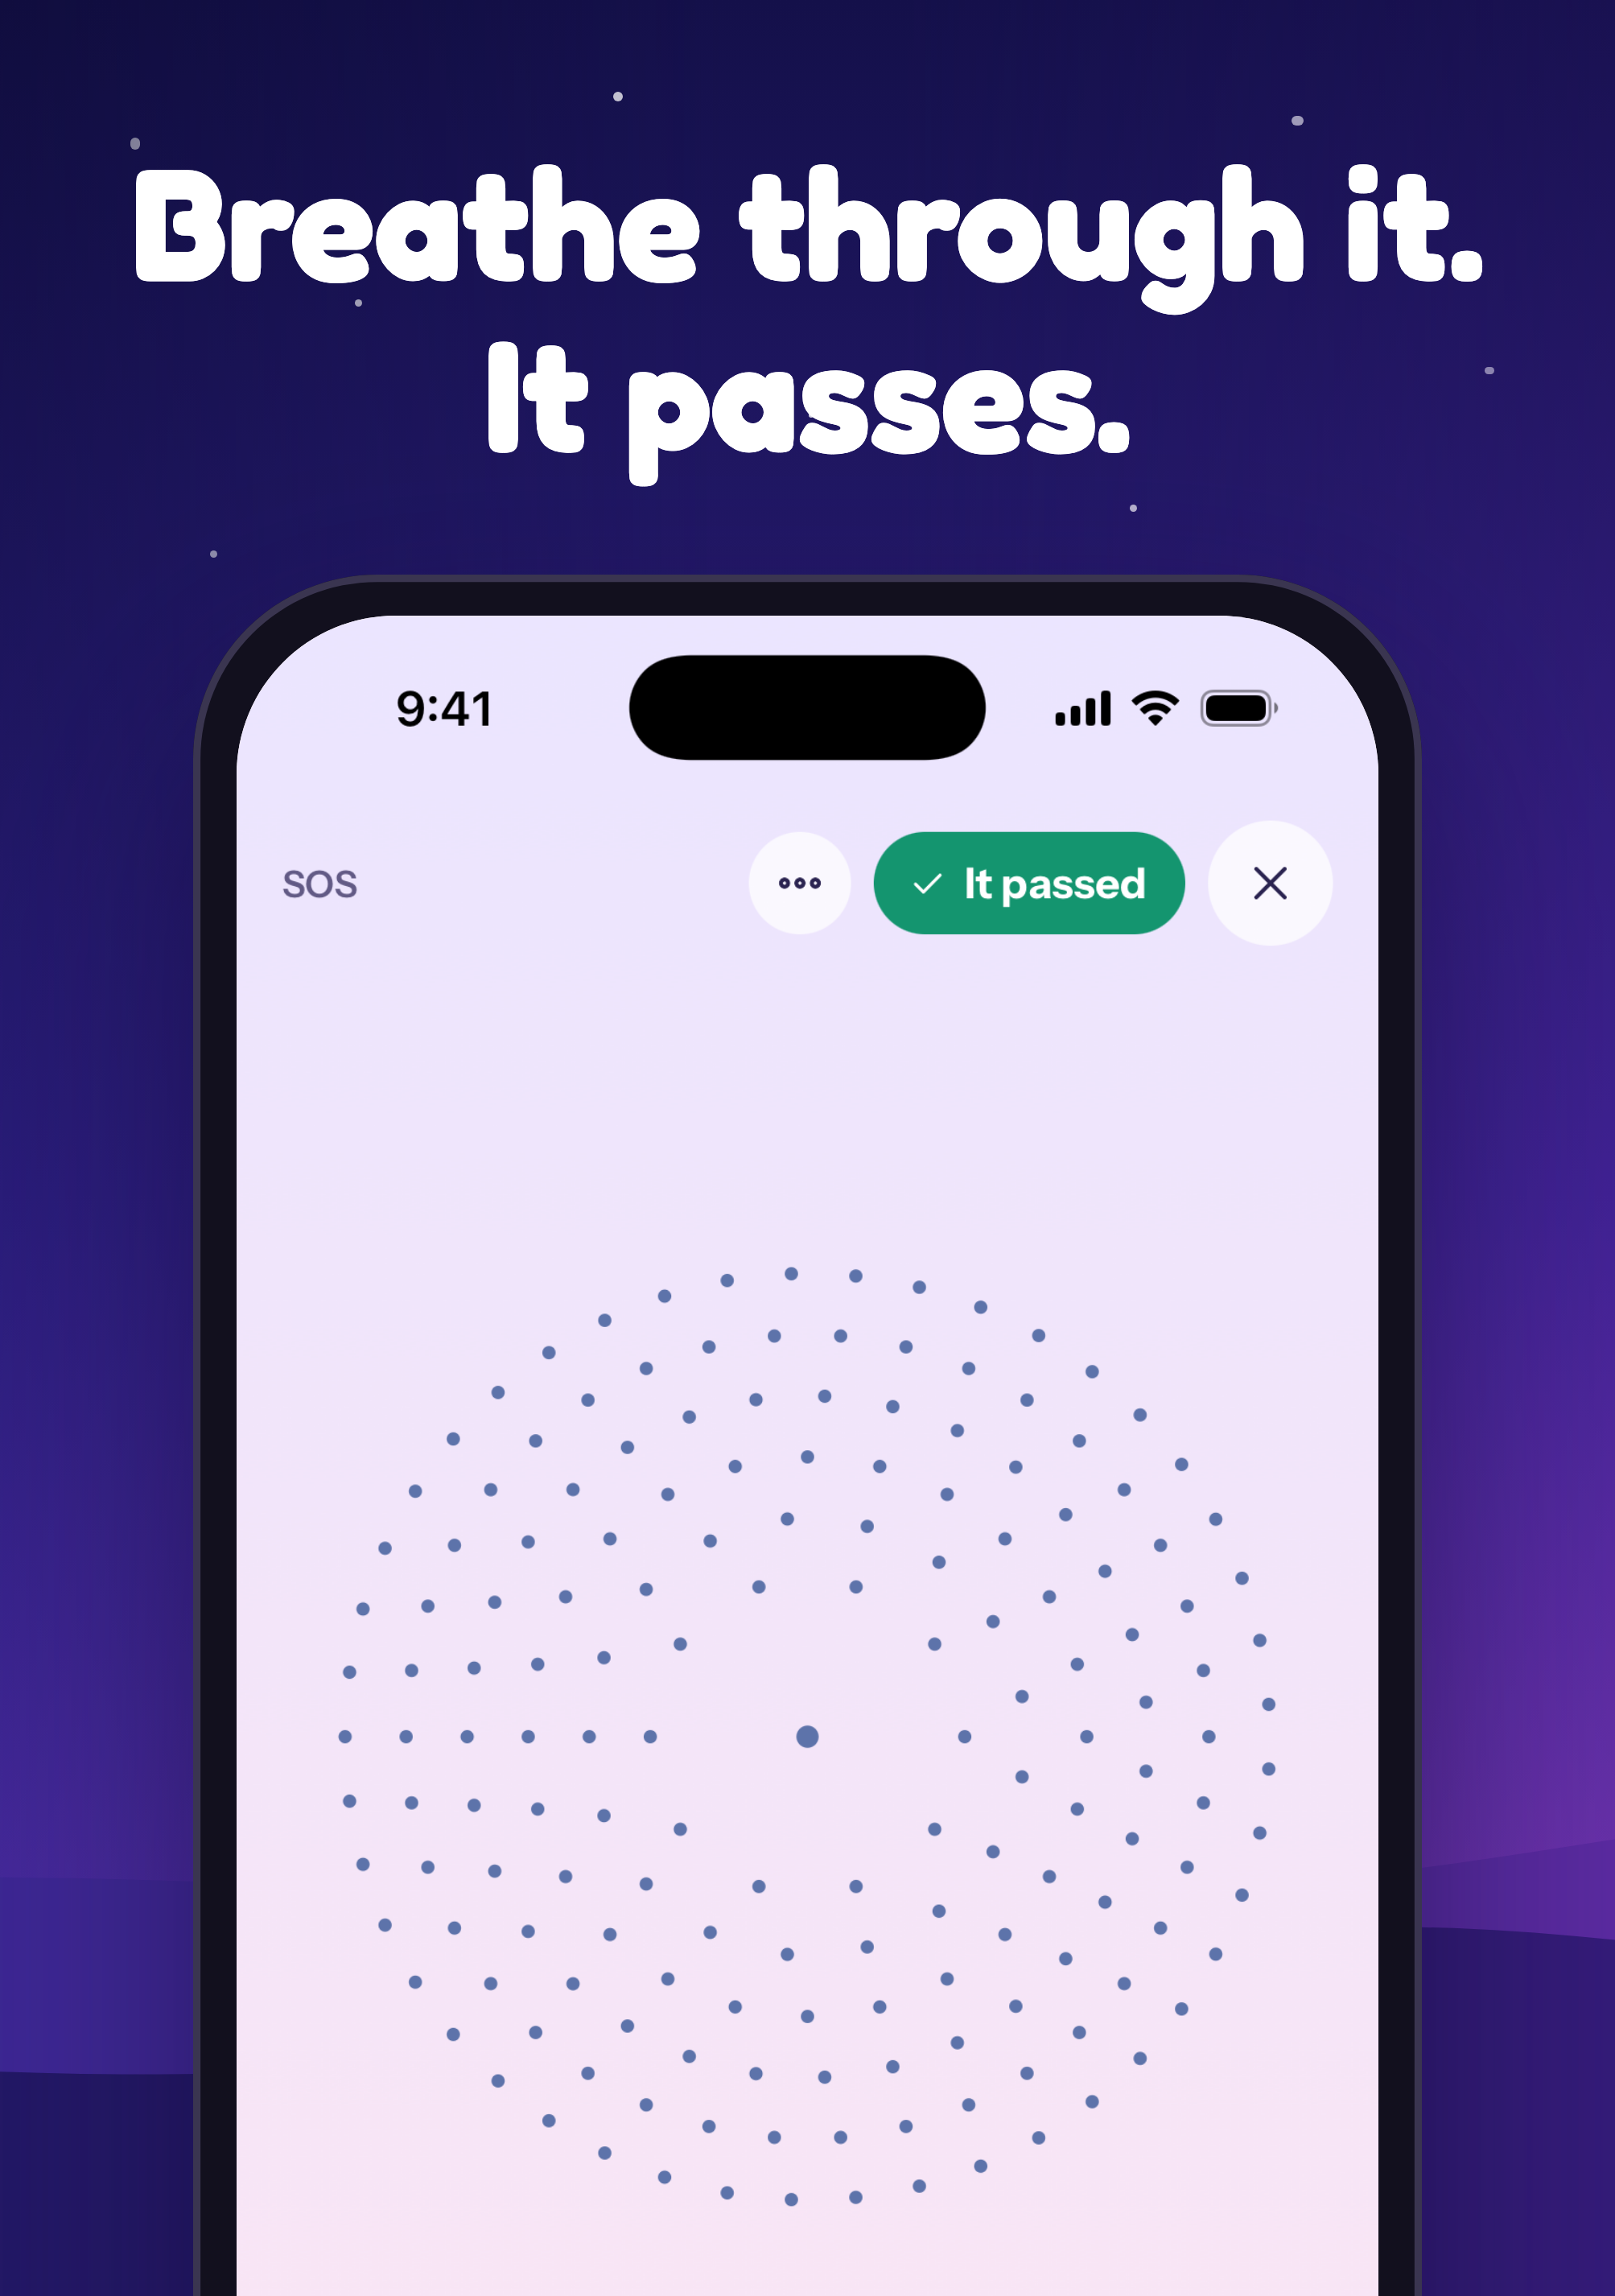 Breathe through it.
It passes.
9:41
SOS
It passed